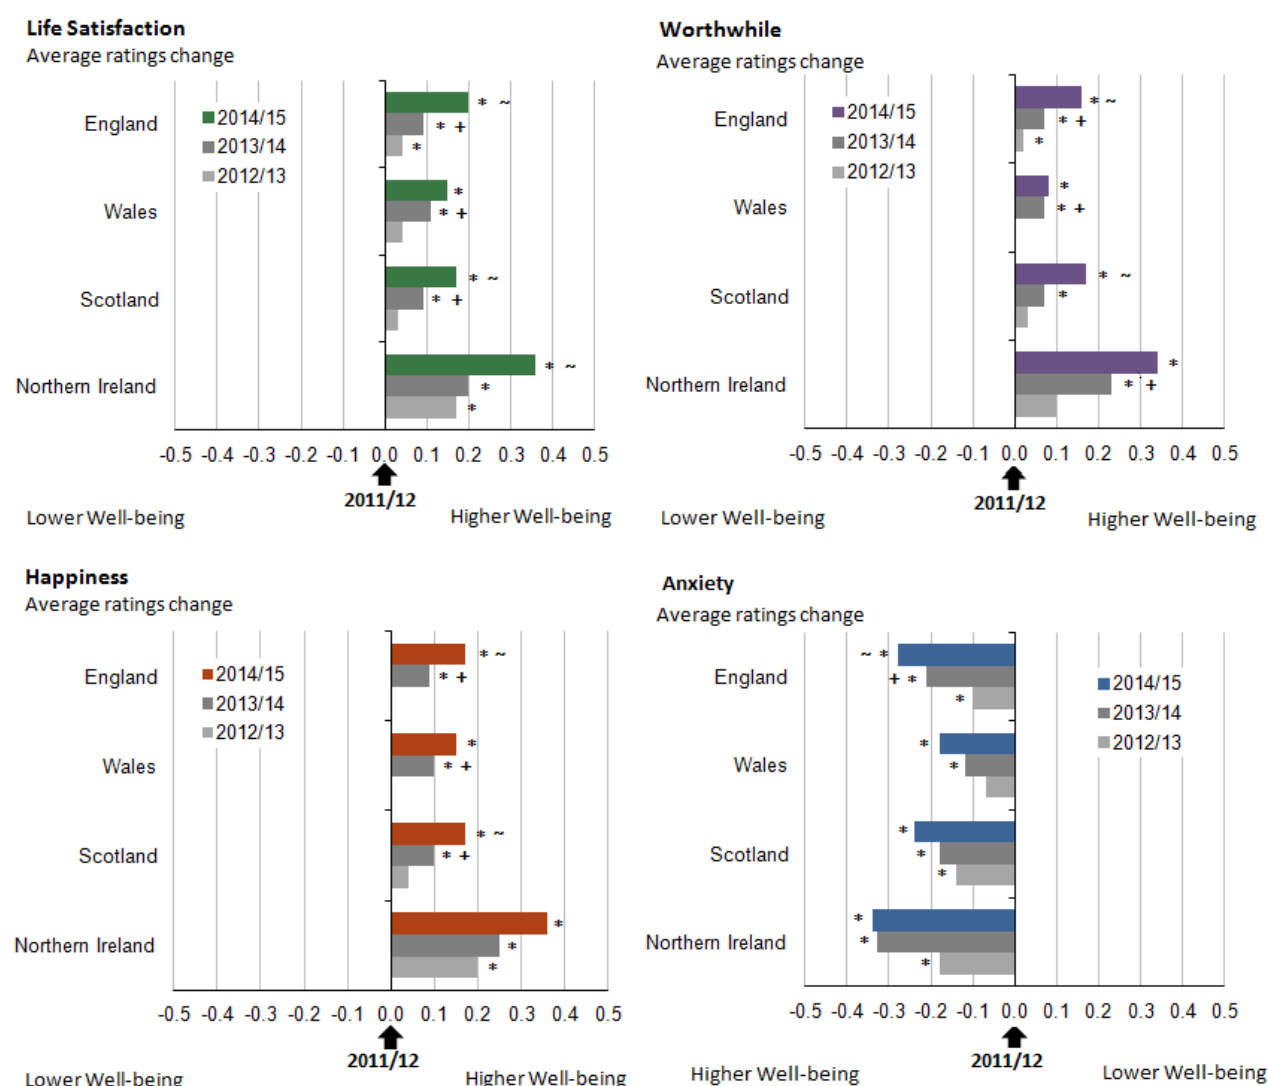 Life Satisfaction
Average ratings change
2014/15
2013/14
2012/13
England
* ~
* +
*
Wales
*
* +
Scotland
* ~
* +
Northern Ireland
* ~
*
*
-0.5 -0.4 -0.3 -0.2 -0.1 0.0 0.1 0.2 0.3 0.4 0.5
2011/12
Lower Well-being
Higher Well-being
Worthwhile
Average ratings change
2014/15
2013/14
2012/13
England
* ~
* +
*
Wales
*
* +
Scotland
* ~
*
Northern Ireland
*
* +
-0.5 -0.4 -0.3 -0.2 -0.1 0.0 0.1 0.2 0.3 0.4 0.5
2011/12
Lower Well-being
Higher Well-being
Happiness
Average ratings change
2014/15
2013/14
2012/13
England
* ~
* +
Wales
*
* +
Scotland
* ~
* +
Northern Ireland
*
*
*
-0.5 -0.4 -0.3 -0.2 -0.1 0.0 0.1 0.2 0.3 0.4 0.5
2011/12
Lower Well-being
Higher Well-being
Anxiety
Average ratings change
2014/15
2013/14
2012/13
England
~ *
+ *
*
Wales
*
*
Scotland
*
*
*
Northern Ireland
*
*
*
-0.5 -0.4 -0.3 -0.2 -0.1 0.0 0.1 0.2 0.3 0.4 0.5
2011/12
Higher Well-being
Lower Well-being